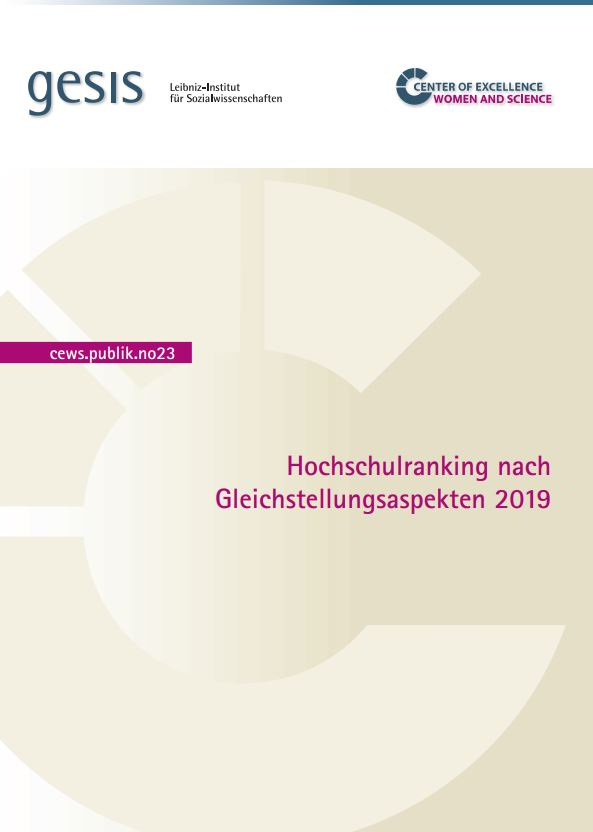 gesis
Leibniz-Institut
für Sozialwissenschaften
CENTER OF EXCELLENCE
WOMEN AND SCIENCE
cews.publik.no23
Hochschulranking nach
Gleichstellungsaspekten 2019